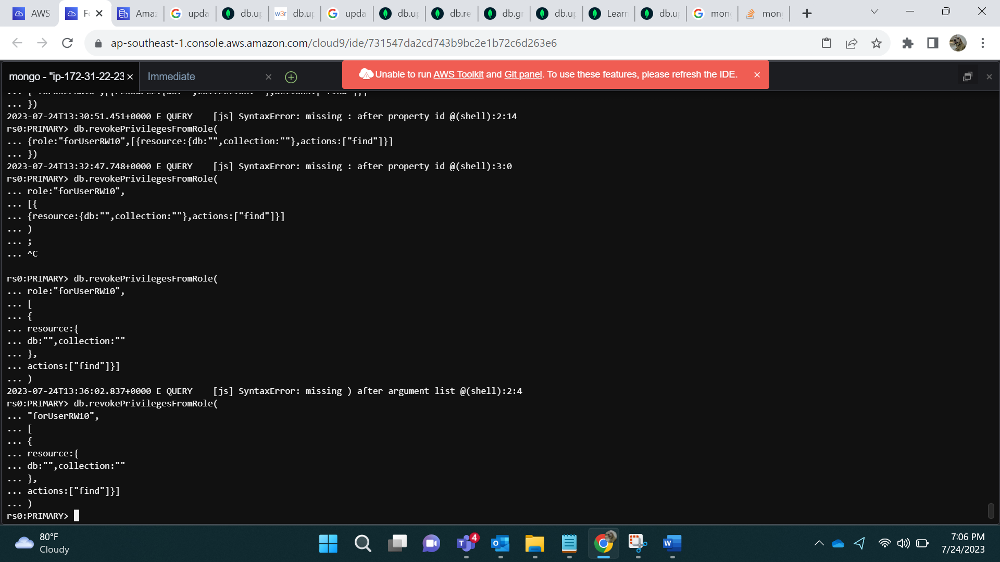 AWS
F
Amaz
upda
db.up
w3r db.up
upda
db.up
db.re
db.gr
db.up
Learn
db.u
mon
mon
ap-southeast-1.console.aws.amazon.com/cloud9/ide/731547da2cd743b9bc2e1b72c6d263e6
mongo - "ip-172-31-22-23
Immediate
Unable to run AWS Toolkit and Git panel. To use these features, please refresh the IDE.
... })
2023-07-24T13:30:51.451+0000 E QUERY    [js] SyntaxError: missing : after property id @(shell):2:14
rs0:PRIMARY> db.revokePrivilegesFromRole(
... {role:"forUserRW10",[{resource:{db:"",collection:""},actions:["find"]}]
... })
2023-07-24T13:32:47.748+0000 E QUERY    [js] SyntaxError: missing : after property id @(shell):3:0
rs0:PRIMARY> db.revokePrivilegesFromRole(
... role:"forUserRW10",
... [{
... {resource:{db:"",collection:""},actions:["find"]}]
... )
... ;
... ^C
rs0:PRIMARY> db.revokePrivilegesFromRole(
... role:"forUserRW10",
... [
... {
... resource:{
... db:"",collection:""
... },
... actions:["find"]}]
... )
2023-07-24T13:36:02.837+0000 E QUERY    [js] SyntaxError: missing ) after argument list @(shell):2:4
rs0:PRIMARY> db.revokePrivilegesFromRole(
... "forUserRW10",
... [
... {
... resource:{
... db:"",collection:""
... },
... actions:["find"]}]
... )
rs0:PRIMARY>
80°F
Cloudy
4
7:06 PM
7/24/2023